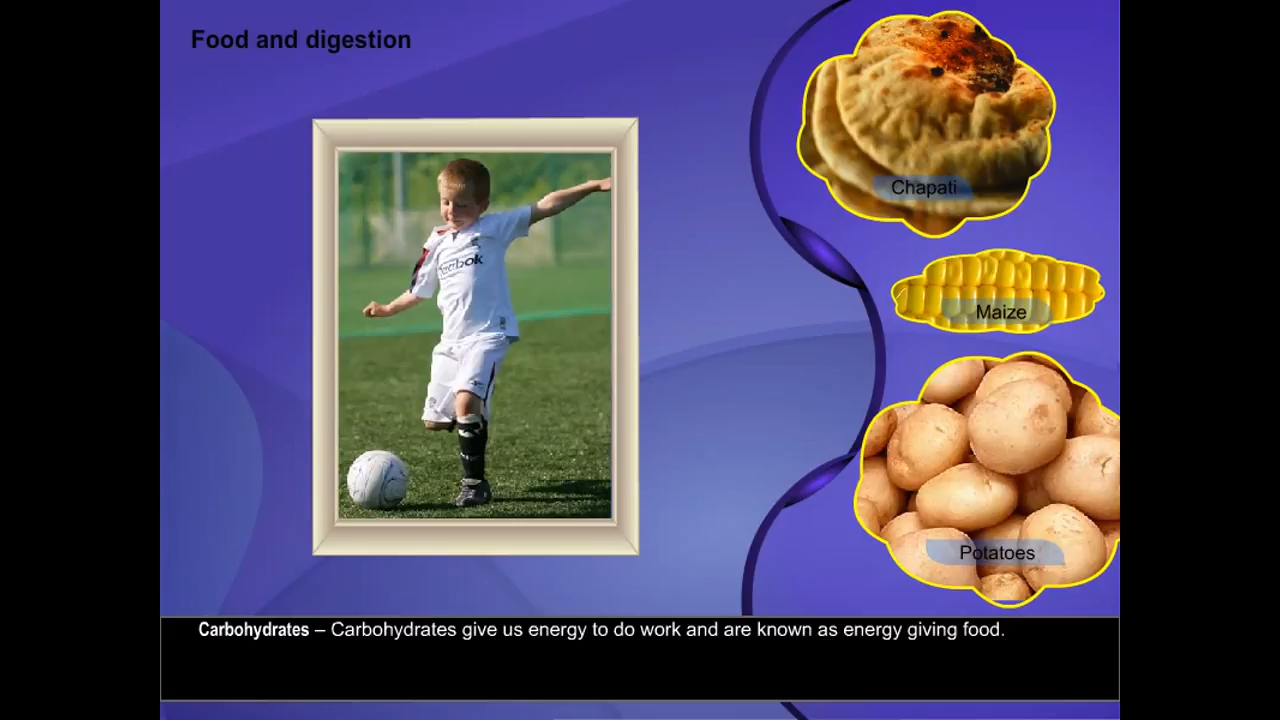 Food and digestion
Chapati
Maize
Potatoes
Reebok
Carbohydrates – Carbohydrates give us energy to do work and are known as energy giving food.